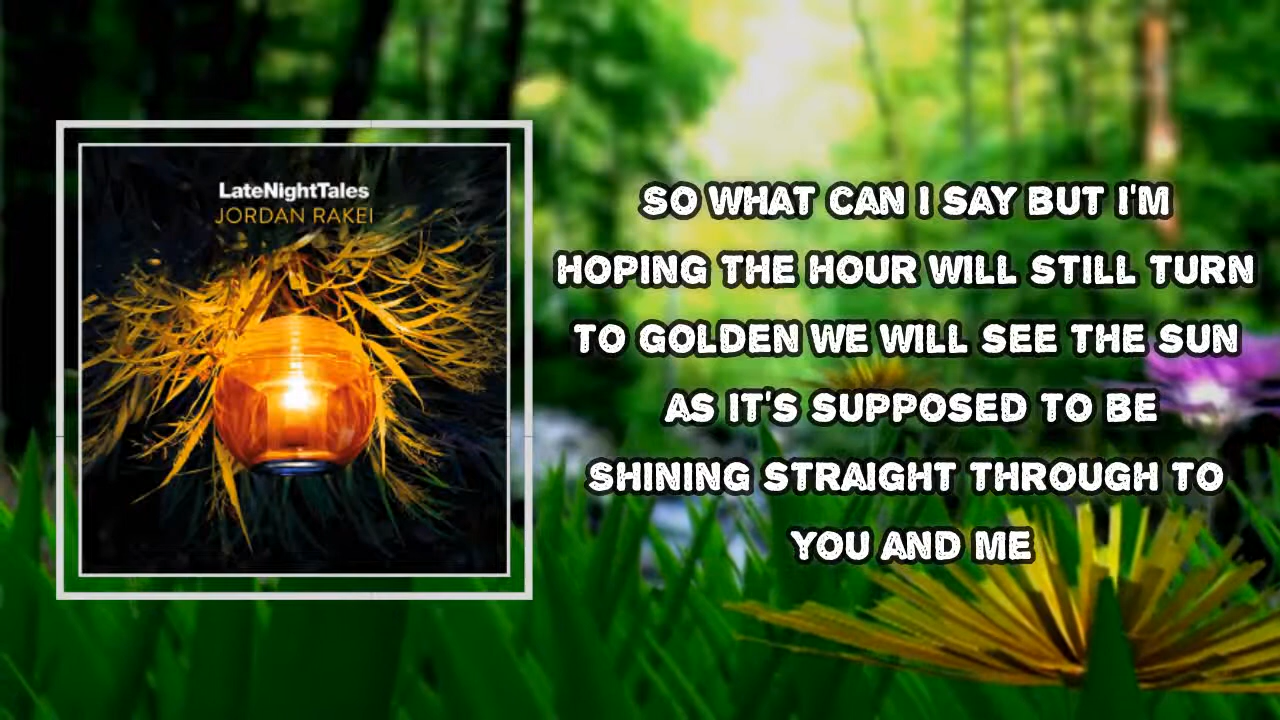 LateNightTales
JORDAN RAKEI
SO WHAT CAN I SAY BUT I'M
HOPING THE HOUR WILL STILL TURN
TO GOLDEN WE WILL SEE THE SUN
AS IT'S SUPPOSED TO BE
SHINING STRAIGHT THROUGH TO
YOU AND ME